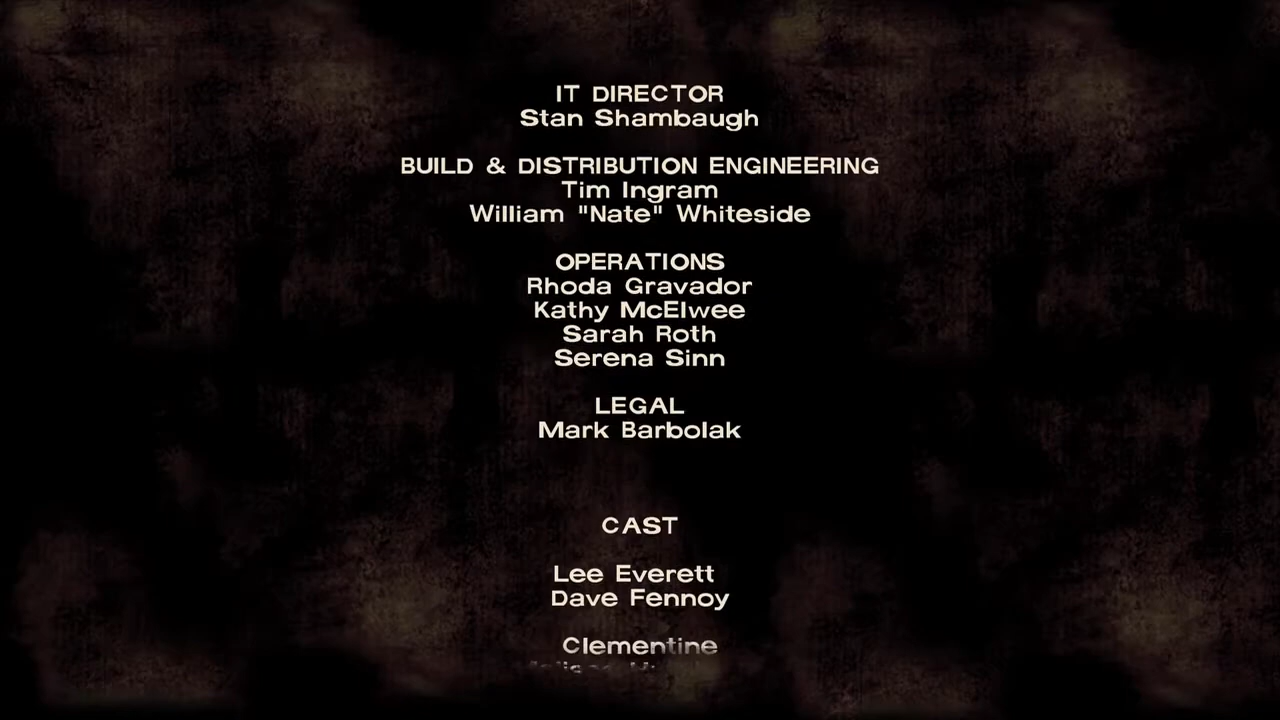 IT DIRECTOR
Stan Shambaugh
BUILD & DISTRIBUTION ENGINEERING
Tim Ingram
William "Nate" Whiteside
OPERATIONS
Rhoda Gravador
Kathy McElwee
Sarah Roth
Serena Sinn
LEGAL
Mark Barbolak
CAST
Lee Everett
Dave Fennoy
Clementine